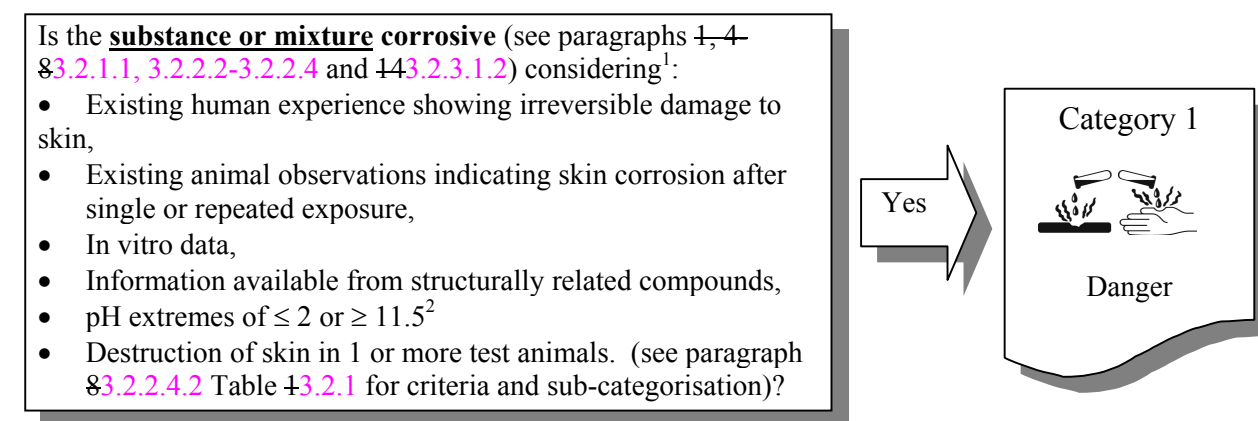 Is the substance or mixture corrosive (see paragraphs 1, 4-
83.2.1.1, 3.2.2.2-3.2.2.4 and 143.2.3.1.2) considering1:
• Existing human experience showing irreversible damage to
skin,
• Existing animal observations indicating skin corrosion after
single or repeated exposure,
• In vitro data,
• Information available from structurally related compounds,
• pH extremes of ≤ 2 or ≥ 11.52
• Destruction of skin in 1 or more test animals. (see paragraph
83.2.2.4.2 Table 13.2.1 for criteria and sub-categorisation)?
Yes
Category 1
Danger